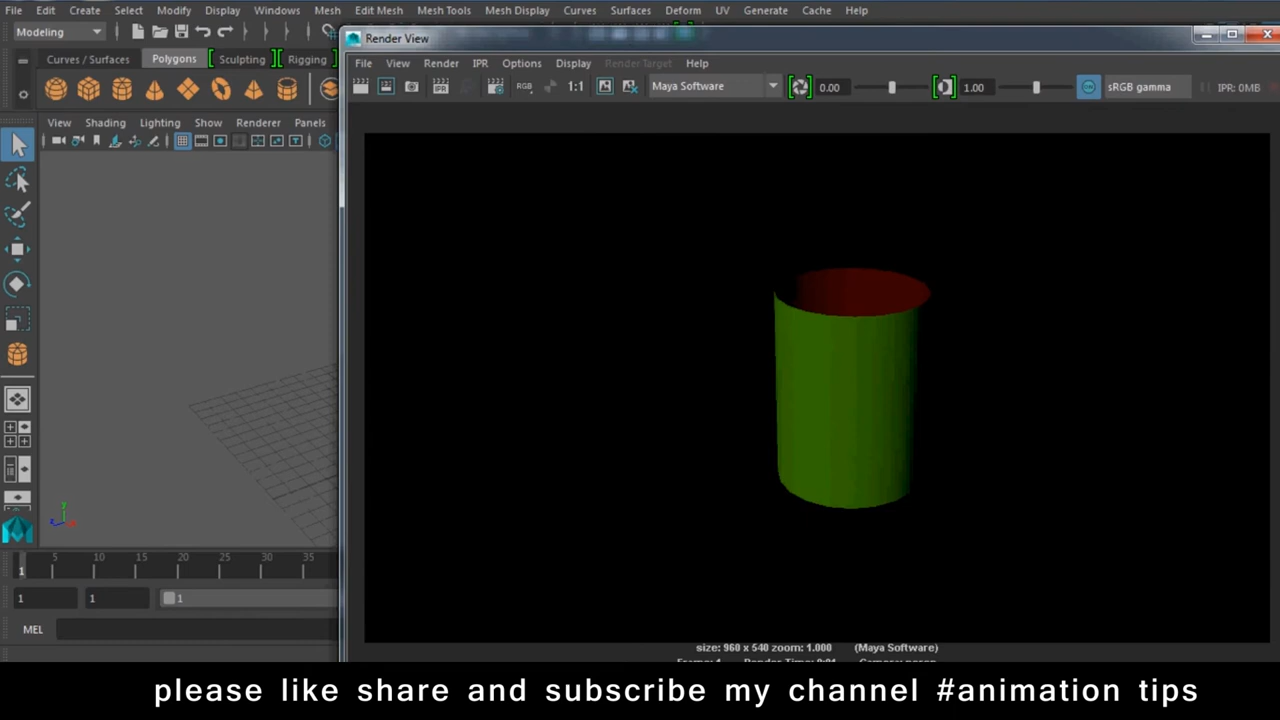 File Edit Create Select Modify Display Windows Mesh Edit Mesh Mesh Tools Mesh Display Curves Surfaces Deform UV Generate Cache Help
Modeling
Render View
Curves / Surfaces Polygons Sculpting Rigging
File View Render IPR Options Display Render Target Help
RGB 1:1 Maya Software 0.00 1.00 sRGB gamma IPR: 0MB
View Shading Lighting Show Renderer Panels
y
z
1 5 10 15 20 25 30 35
1 1 1
MEL
size: 960 x 540 zoom: 1.000 (Maya Software)
please like share and subscribe my channel #animation tips